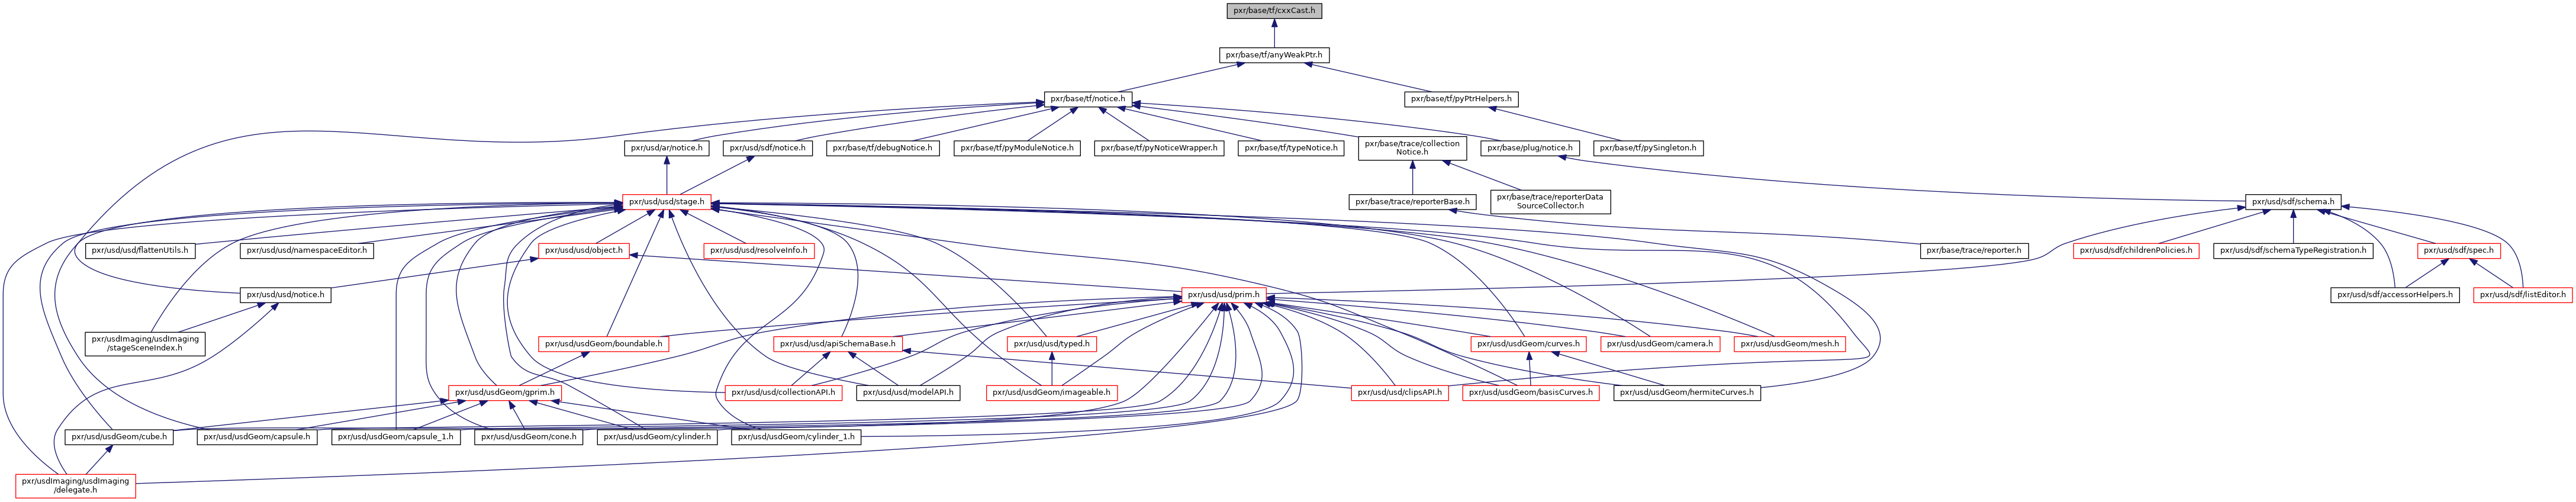 pxr/base/tf/cxxCast.h
pxr/base/tf/anyWeakPtr.h
pxr/base/tf/notice.h
pxr/base/tf/pyPtrHelpers.h
pxr/usd/ar/notice.h
pxr/usd/sdf/notice.h
pxr/base/tf/debugNotice.h
pxr/base/tf/pyModuleNotice.h
pxr/base/tf/pyNoticeWrapper.h
pxr/base/tf/typeNotice.h
pxr/base/trace/collection
Notice.h
pxr/base/plug/notice.h
pxr/base/tf/pySingleton.h
pxr/usd/usd/stage.h
pxr/base/trace/reporterBase.h
pxr/base/trace/reporterData
SourceCollector.h
pxr/usd/sdf/schema.h
pxr/usd/usd/flattenUtils.h
pxr/usd/usd/namespaceEditor.h
pxr/usd/usd/object.h
pxr/usd/usd/resolveInfo.h
pxr/base/trace/reporter.h
pxr/usd/sdf/childrenPolicies.h
pxr/usd/sdf/schemaTypeRegistration.h
pxr/usd/sdf/spec.h
pxr/usd/usd/notice.h
pxr/usd/usd/prim.h
pxr/usd/sdf/accessorHelpers.h
pxr/usd/sdf/listEditor.h
pxr/usdImaging/usdImaging
/stageSceneIndex.h
pxr/usd/usdGeom/boundable.h
pxr/usd/usd/apiSchemaBase.h
pxr/usd/usd/typed.h
pxr/usd/usdGeom/curves.h
pxr/usd/usdGeom/camera.h
pxr/usd/usdGeom/mesh.h
pxr/usd/usdGeom/gprim.h
pxr/usd/usd/collectionAPI.h
pxr/usd/usd/modelAPI.h
pxr/usd/usdGeom/imageable.h
pxr/usd/usd/clipsAPI.h
pxr/usd/usdGeom/basisCurves.h
pxr/usd/usdGeom/hermiteCurves.h
pxr/usd/usdGeom/cube.h
pxr/usd/usdGeom/capsule.h
pxr/usd/usdGeom/capsule_1.h
pxr/usd/usdGeom/cone.h
pxr/usd/usdGeom/cylinder.h
pxr/usd/usdGeom/cylinder_1.h
pxr/usdImaging/usdImaging
/delegate.h